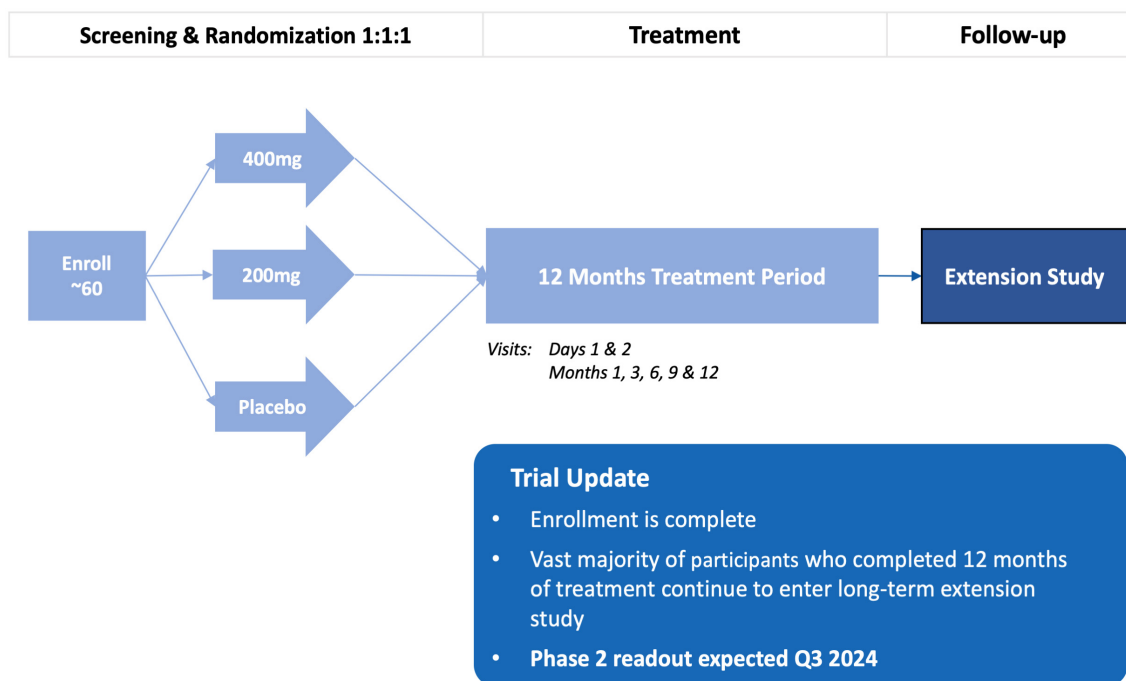 Screening & Randomization 1:1:1
Treatment
Follow-up
400mg
Enroll
~60
200mg
Placebo
12 Months Treatment Period
Extension Study
Visits: Days 1 & 2
Months 1, 3, 6, 9 & 12
Trial Update
• Enrollment is complete
• Vast majority of participants who completed 12 months
of treatment continue to enter long-term extension
study
• Phase 2 readout expected Q3 2024